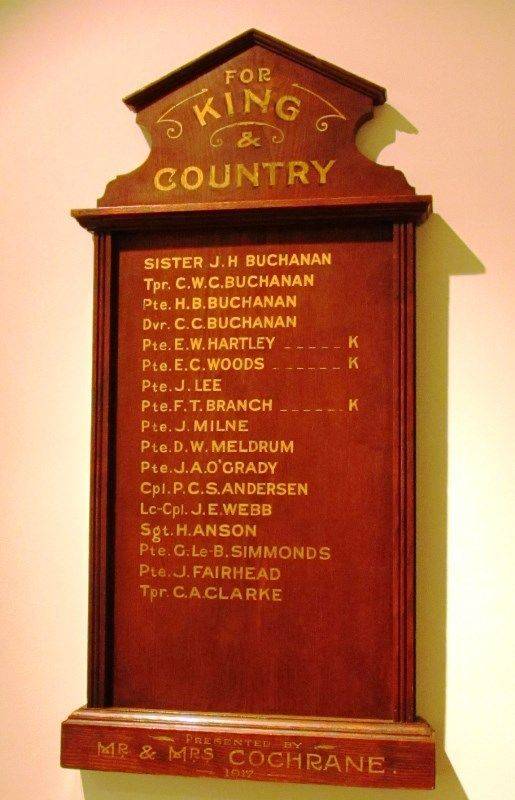 FOR
KING
&
COUNTRY
SISTER J.H BUCHANAN
Tpr. C.W.C.BUCHANAN
Pte. H.B.BUCHANAN
Dvr. C.C.BUCHANAN
Pte. E.W.HARTLEY _ _ _ _ _ _ K
Pte. E.C.WOODS _ _ _ _ _ _ _ K
Pte. J. LEE
Pte. F.T. BRANCH _ _ _ _ _ _ K
Pte. J. MILNE
Pte. D.W. MELDRUM
Pte. J.A.O'GRADY
Cpl. P.C.S.ANDERSEN
Lc-Cpl. J.E.WEBB
Sgt. H.ANSON
Pte. G.Le-B.SIMMONDS
Pte. J. FAIRHEAD
Tpr. C.A.CLARKE
PRESENTED BY
MR. & MRS COCHRANE.
1917